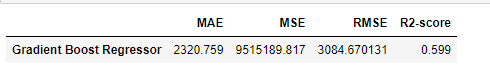 MAE MSE RMSE R2-score
Gradient Boost Regressor 2320.759 9515189.817 3084.670131 0.599